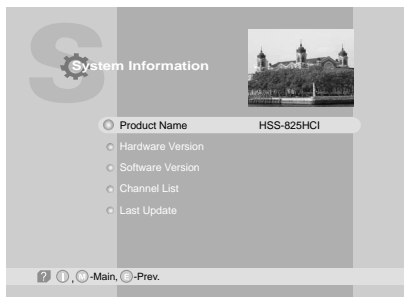 S
System Information
Product Name HSS-825HCI
Hardware Version
Software Version
Channel List
Last Update
? I , M -Main, E -Prev.